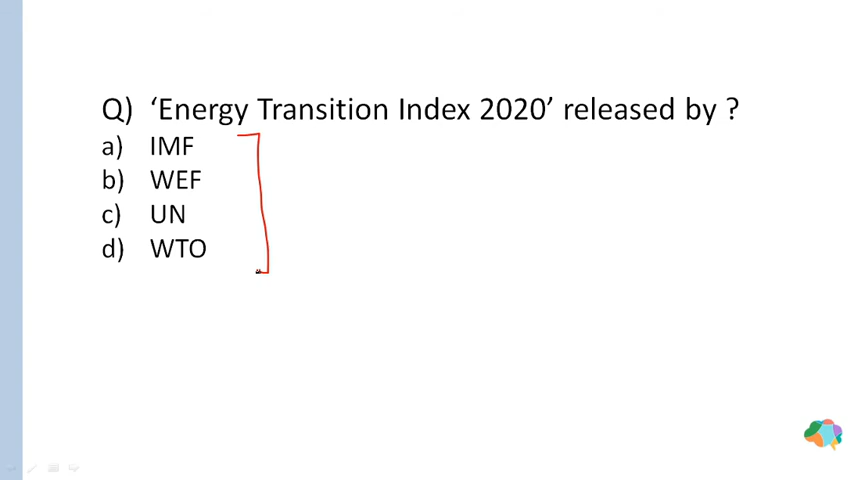 Q) ‘Energy Transition Index 2020’ released by ?
a) IMF
b) WEF
c) UN
d) WTO